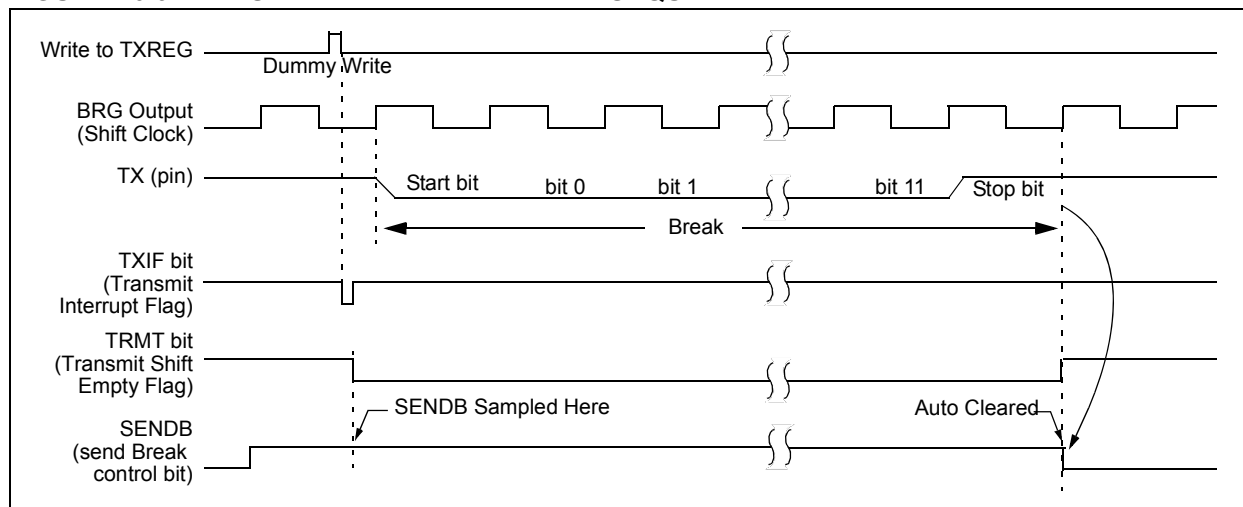 Write to TXREG
Dummy Write
BRG Output
(Shift Clock)
TX (pin)
Start bit
bit 0
bit 1
bit 11
Stop bit
Break
TXIF bit
(Transmit
Interrupt Flag)
TRMT bit
(Transmit Shift
Empty Flag)
SENDB Sampled Here
Auto Cleared
SENDB
(send Break
control bit)